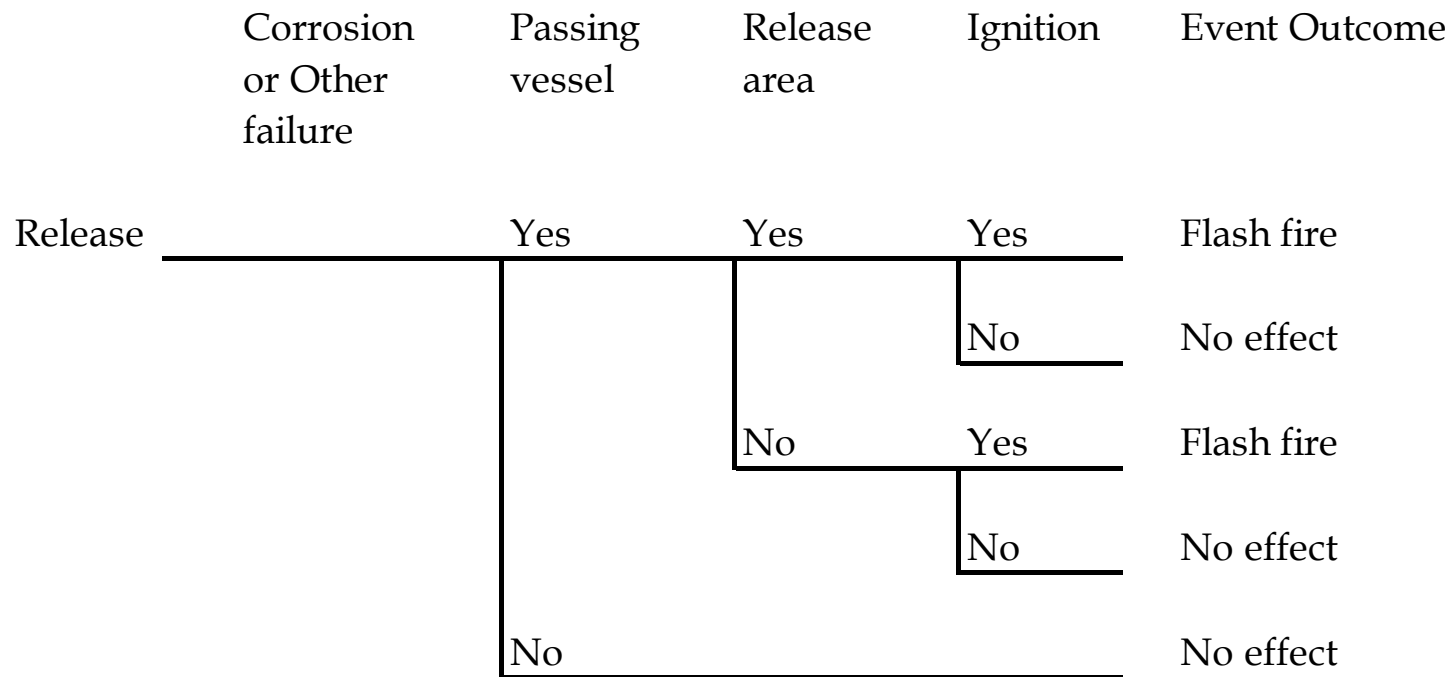 Corrosion Passing Release Ignition Event Outcome
or Other vessel area
failure
Release Yes Yes Yes Flash fire
No No effect
No Yes Flash fire
No No effect
No No effect